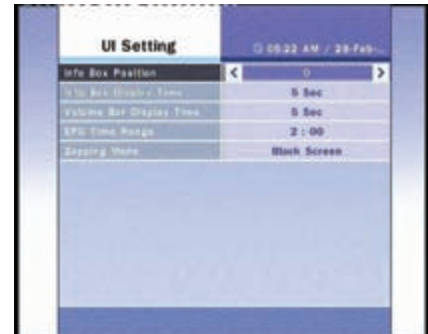 UI Setting
05:22 AM / 28-Feb-..
Info Box Position < 0 >
Info Box Display Time 5 Sec
Volume Bar Display Time 5 Sec
EPG Time Range 2 : 00
Zapping Mode Black Screen